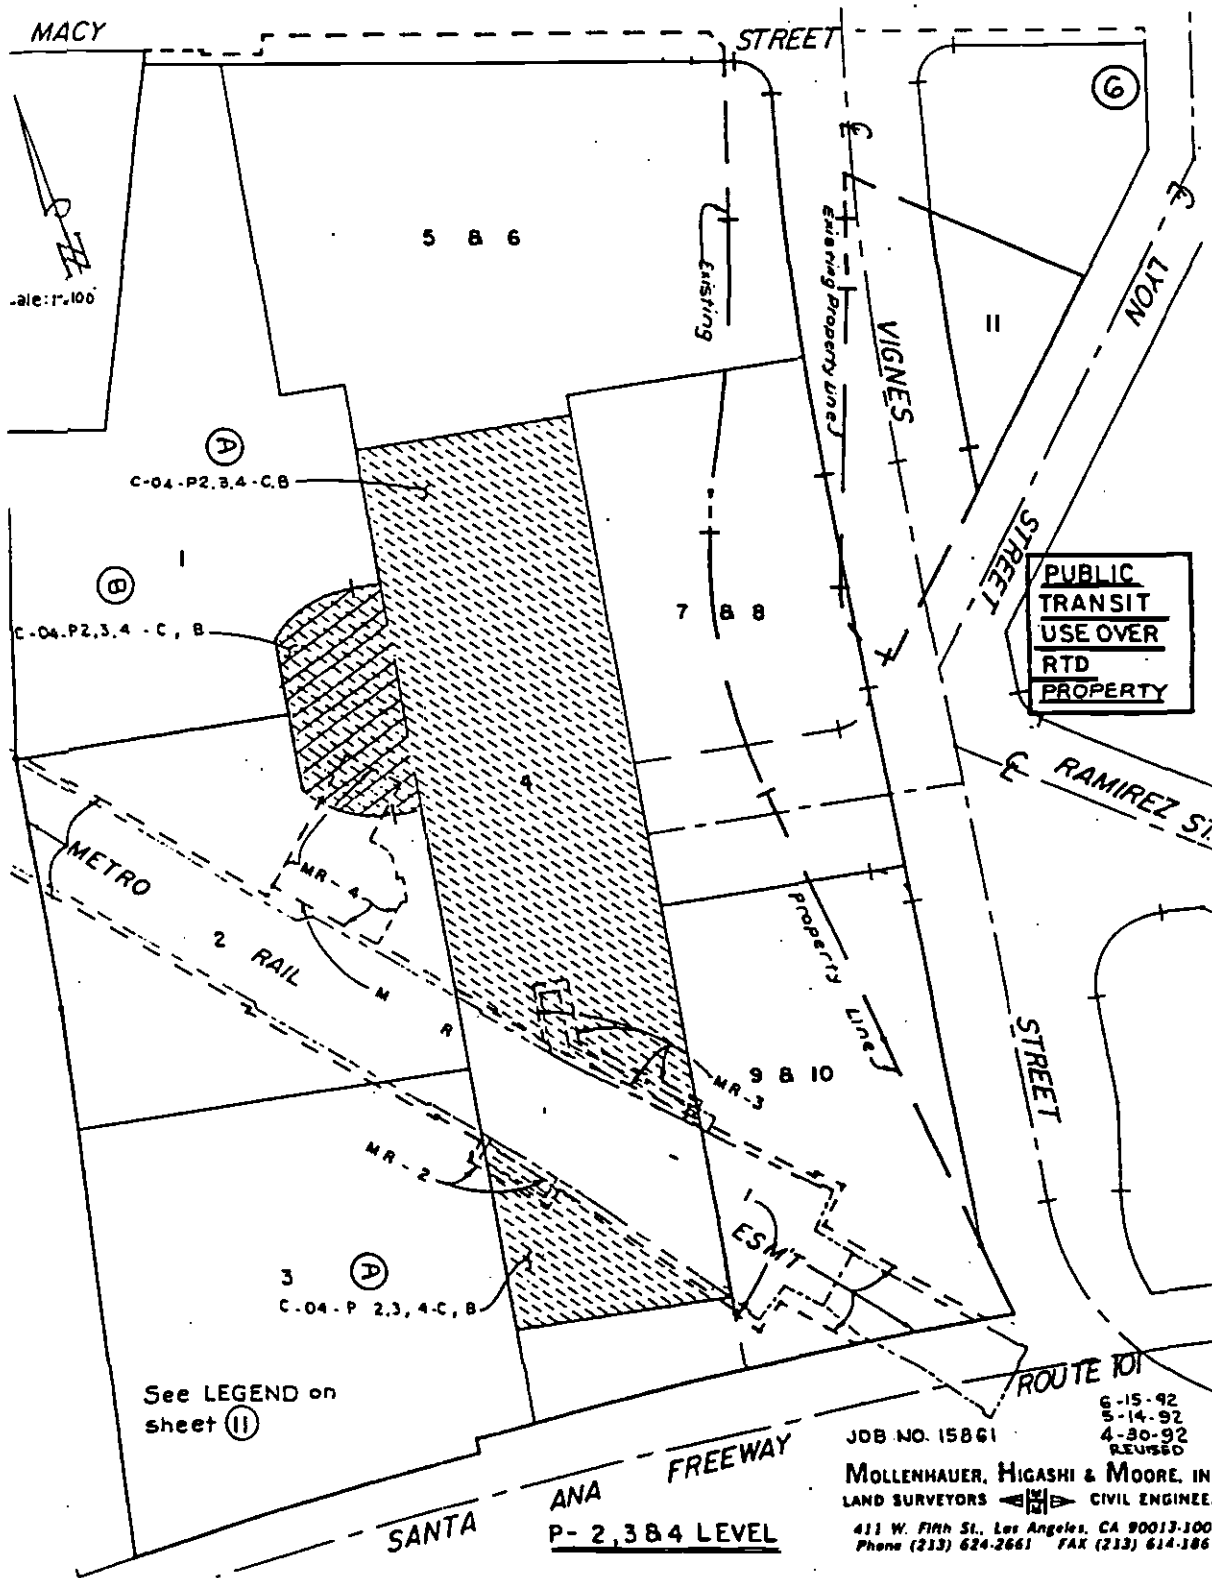 MACY
STREET
6
LYON
-ale:1"=100'
5 & 6
Existing
Existing Property Line
VIGNES
11
A
C-04-P2,3,4-C,B
1
B
C-04-P2,3,4-C, B
7 & 8
STREET
PUBLIC
TRANSIT
USE OVER
RTD
PROPERTY
4
RAMIREZ ST.
METRO
MR-4
2
RAIL
M
R
Property
Line
MR-3
9 & 10
STREET
MR-2
1
ESM'T
3
A
C-04-P 2,3,4-C, B
See LEGEND on
sheet 11
ROUTE 101
6-15-92
5-14-92
4-30-92
REVISED
JOB NO. 15861
SANTA ANA FREEWAY
MOLLENHAUER, HIGASHI & MOORE, IN
LAND SURVEYORS CIVIL ENGINEE
411 W. Fifth St., Los Angeles, CA 90013-100
Phone (213) 624-2661 FAX (213) 614-186
P-2,3&4 LEVEL